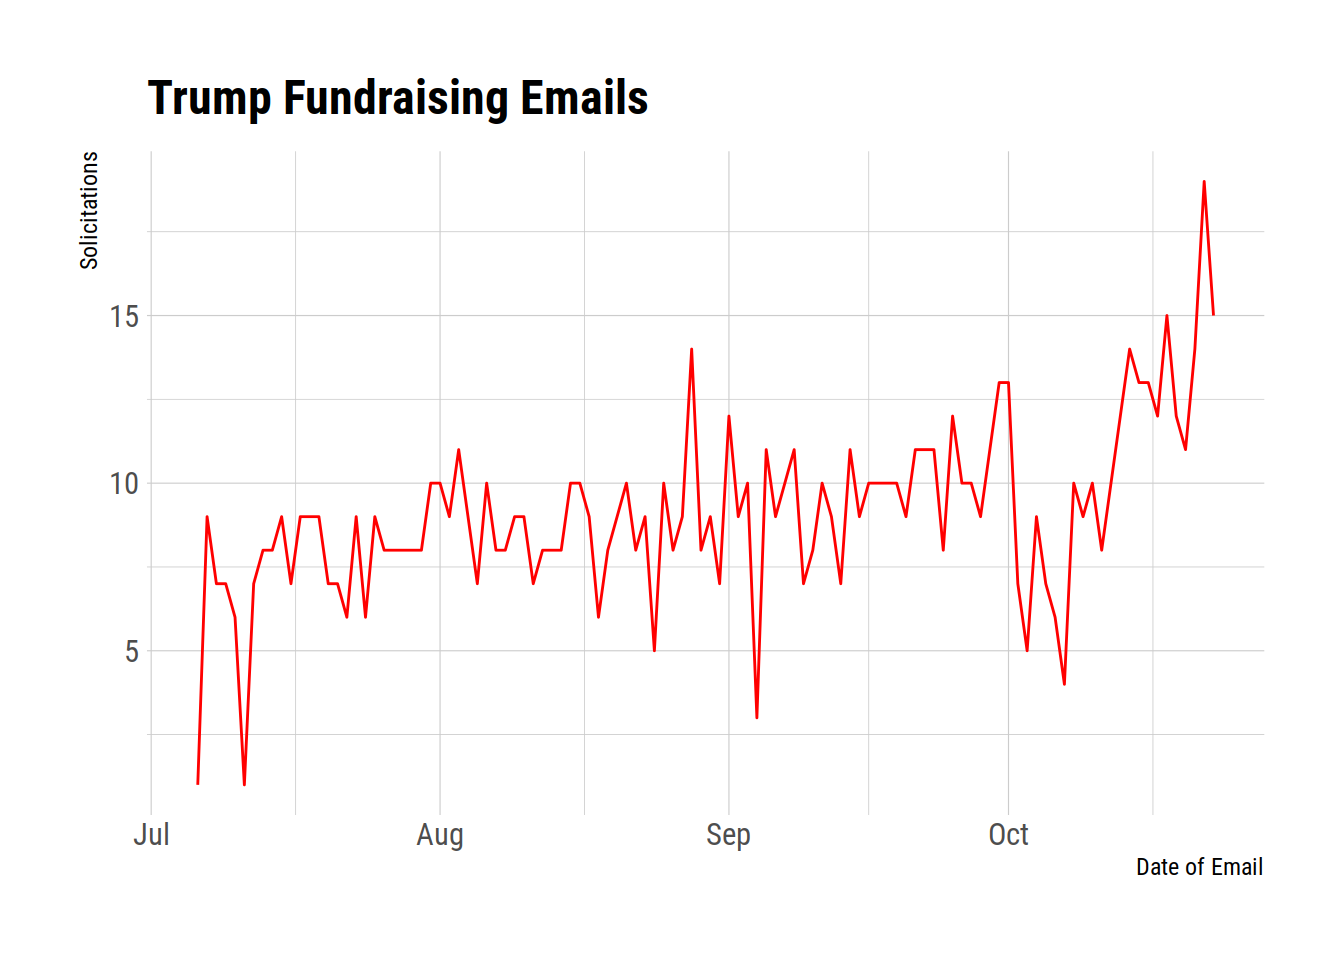 Trump Fundraising Emails
Solicitations
15
10
5
Jul Aug Sep Oct
Date of Email